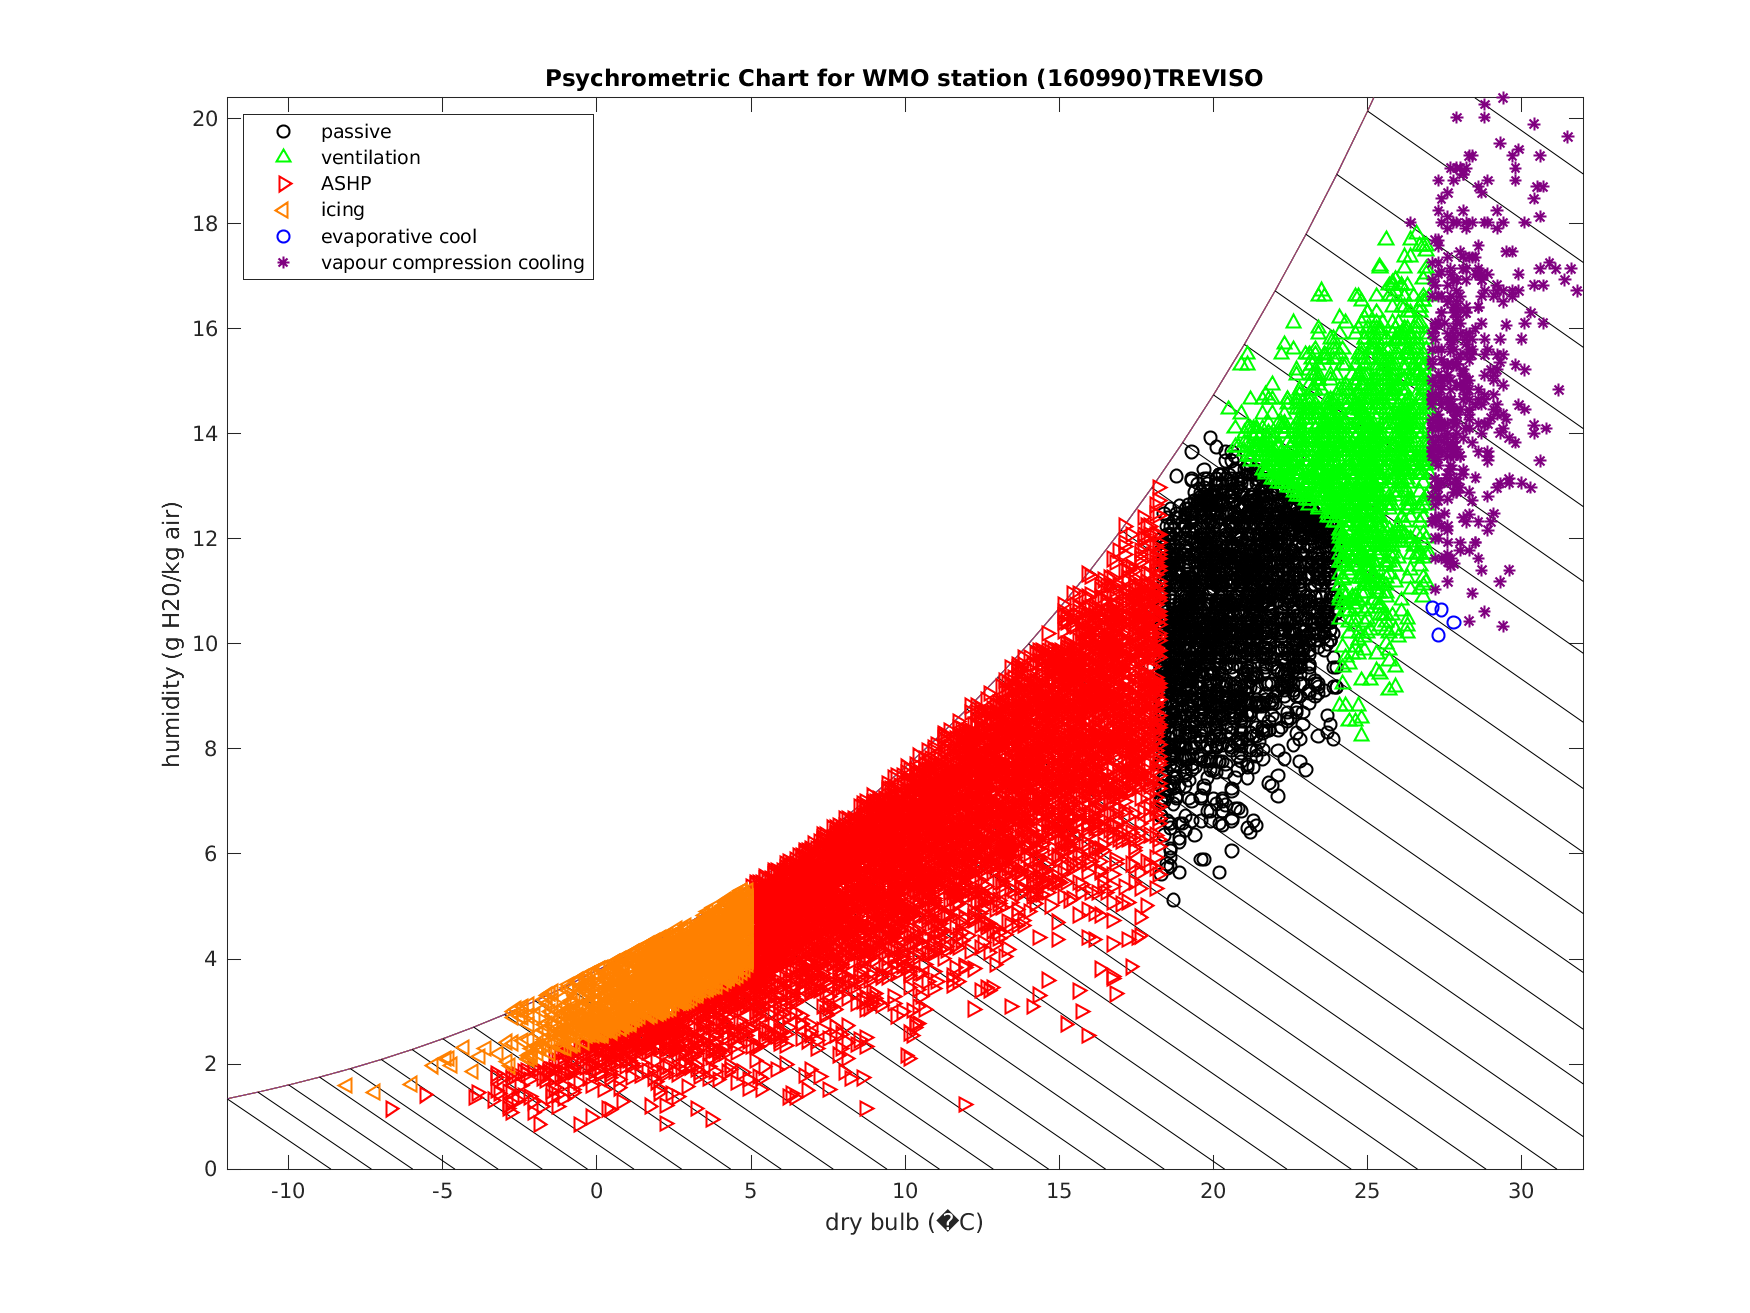 Psychrometric Chart for WMO station (160990)TREVISO
passive
ventilation
ASHP
icing
evaporative cool
vapour compression cooling
humidity (g H20/kg air)
20
18
16
14
12
10
8
6
4
2
0
-10 -5 0 5 10 15 20 25 30
dry bulb (�C)